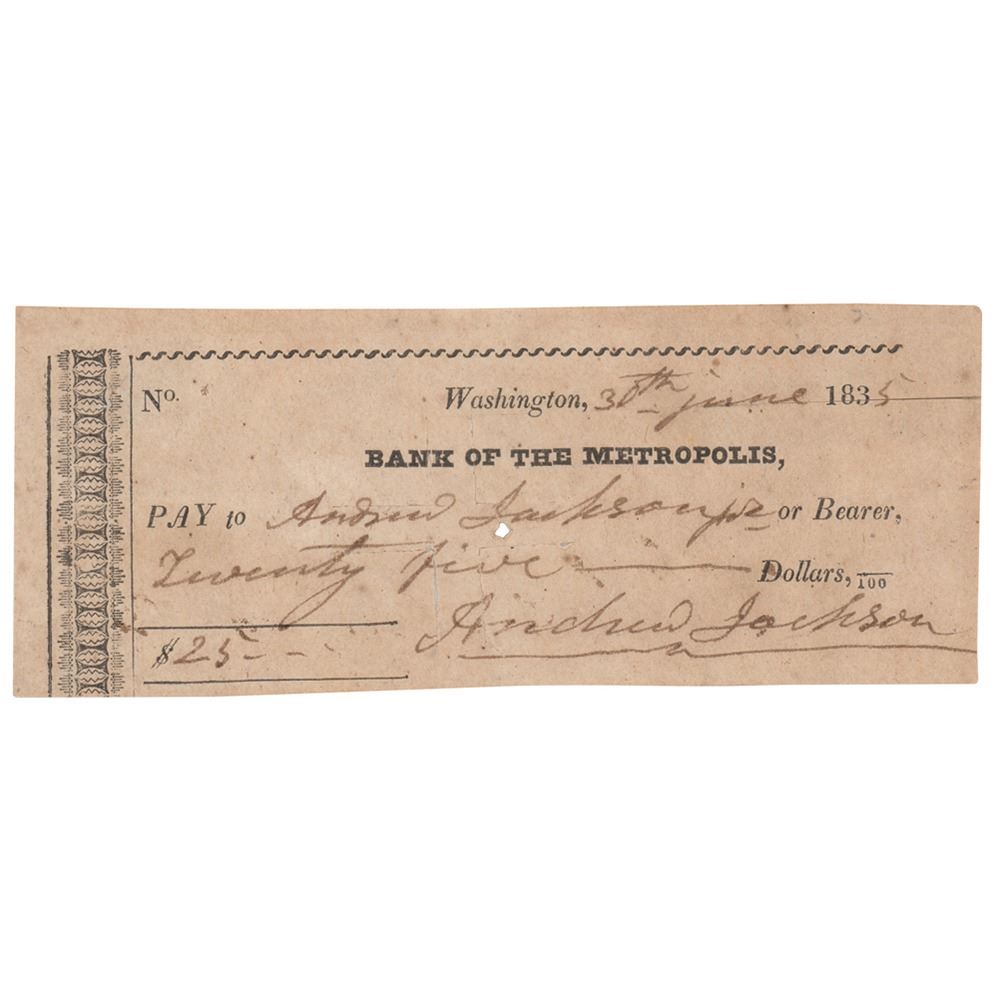 No. Washington, 30th june 1835
BANK OF THE METROPOLIS,
PAY to Andrew Jackson jr or Bearer,
Twenty five Dollars, /100
Andrew Jackson
$25